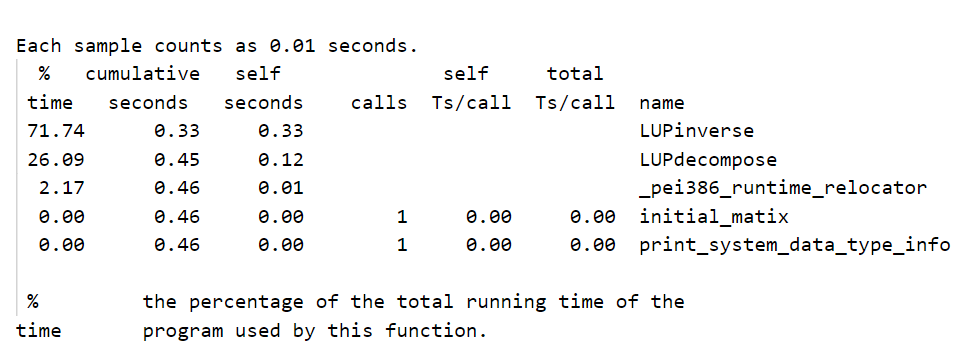 Each sample counts as 0.01 seconds.
  %   cumulative   self              self     total
 time   seconds   seconds    calls  Ts/call  Ts/call  name
 71.74      0.33     0.33                             LUPinverse
 26.09      0.45     0.12                             LUPdecompose
  2.17      0.46     0.01                             _pei386_runtime_relocator
  0.00      0.46     0.00        1     0.00     0.00  initial_matix
  0.00      0.46     0.00        1     0.00     0.00  print_system_data_type_info
 %         the percentage of the total running time of the
time       program used by this function.